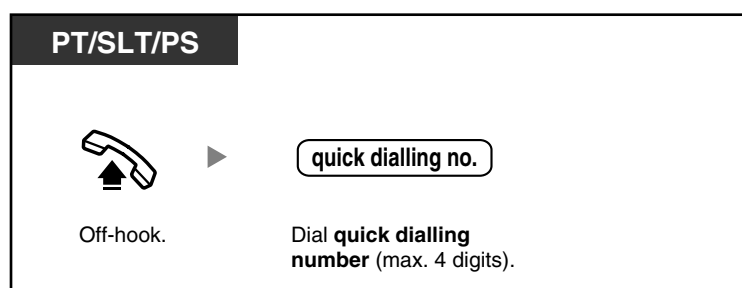 PT/SLT/PS
quick dialling no.
Off-hook.
Dial quick dialling
number (max. 4 digits).